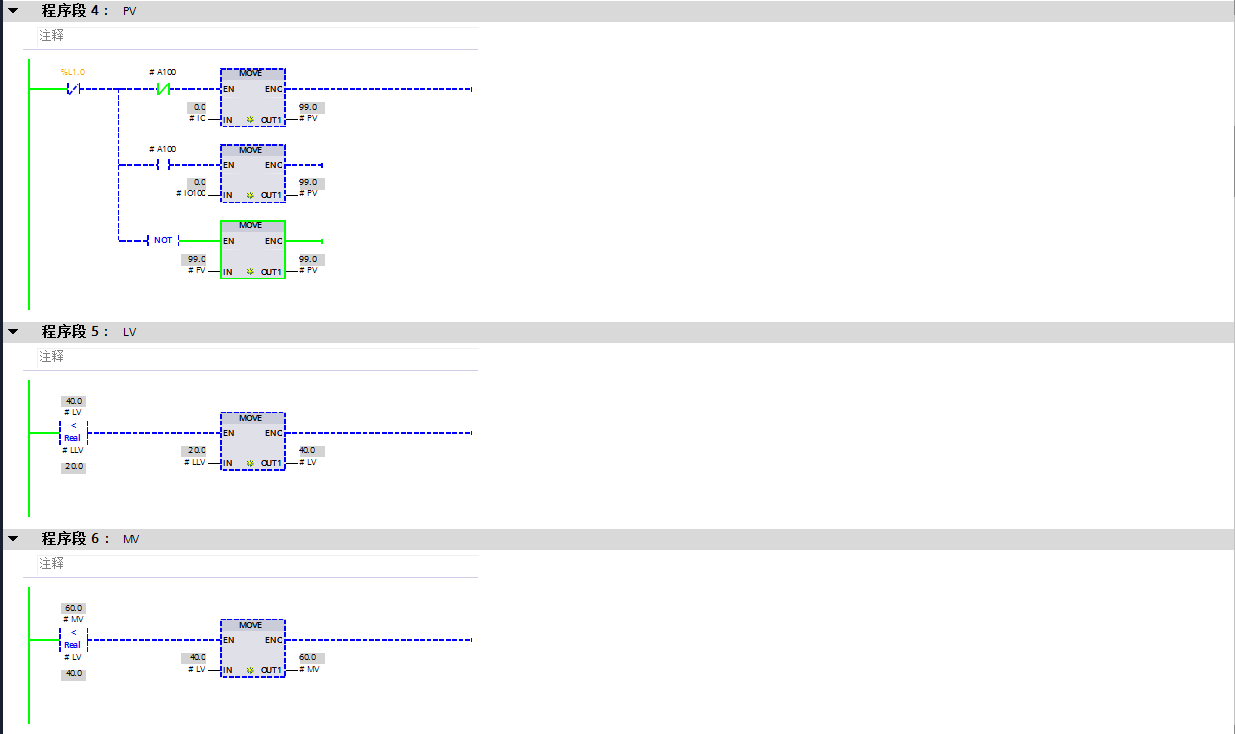 程序段 4： PV
注释
%L1.0 # A100 MOVE
EN ENO
0.0 99.0
# IO IN OUT1 # PV
# A100 MOVE
EN ENO
0.0 99.0
# IO100 IN OUT1 # PV
MOVE
NOT EN ENO
99.0 99.0
# FV IN OUT1 # PV
程序段 5： LV
注释
40.0
# LV MOVE
< EN ENO
Real
# LLV 20.0 40.0
20.0 # LLV IN OUT1 # LV
程序段 6： MV
注释
60.0
# MV MOVE
< EN ENO
Real
# LV 40.0 60.0
40.0 # LV IN OUT1 # MV